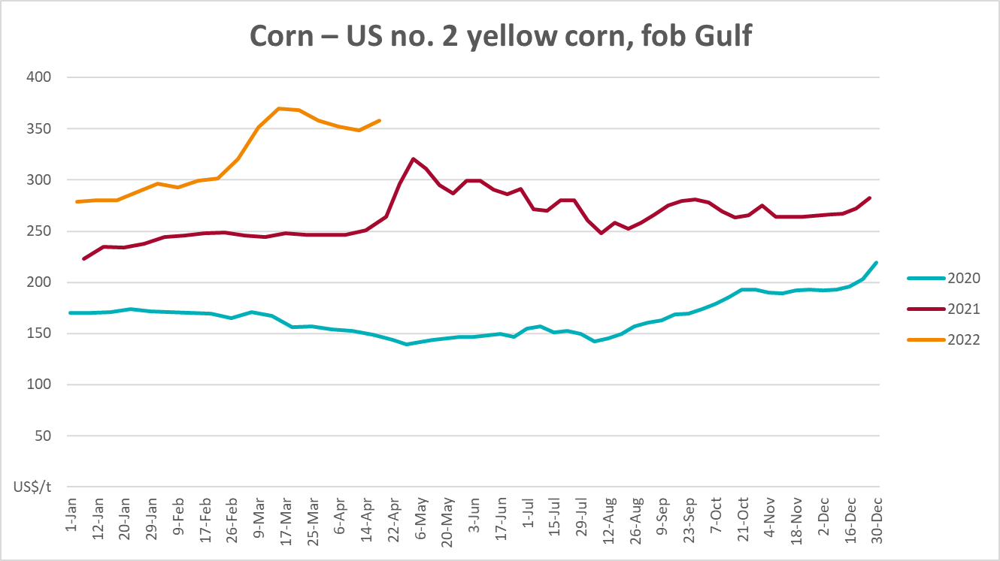 Corn – US no. 2 yellow corn, fob Gulf
400
350
300
250
200
150
100
50
US$/t
1-Jan
12-Jan
20-Jan
29-Jan
9-Feb
17-Feb
26-Feb
9-Mar
17-Mar
25-Mar
6-Apr
14-Apr
22-Apr
6-May
20-May
3-Jun
17-Jun
1-Jul
15-Jul
29-Jul
12-Aug
26-Aug
9-Sep
23-Sep
7-Oct
21-Oct
4-Nov
18-Nov
2-Dec
16-Dec
30-Dec
2020
2021
2022